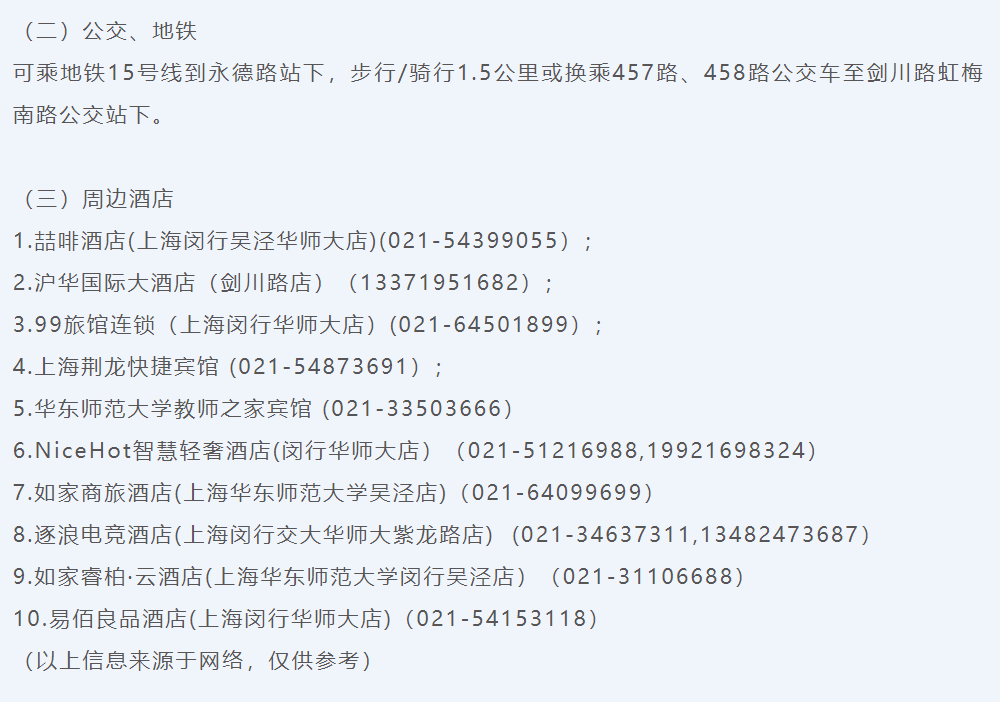 （二）公交、地铁
可乘地铁15号线到永德路站下，步行/骑行1.5公里或换乘457路、458路公交车至剑川路虹梅
南路公交站下。
（三）周边酒店
1.喆啡酒店(上海闵行吴泾华师大店)(021-54399055）；
2.沪华国际大酒店（剑川路店）（13371951682）；
3.99旅馆连锁（上海闵行华师大店）(021-64501899）；
4.上海荆龙快捷宾馆 (021-54873691）；
5.华东师范大学教师之家宾馆 (021-33503666）
6.NiceHot智慧轻奢酒店(闵行华师大店）（021-51216988,19921698324）
7.如家商旅酒店(上海华东师范大学吴泾店)（021-64099699）
8.逐浪电竞酒店(上海闵行交大华师大紫龙路店)（021-34637311,13482473687）
9.如家睿柏·云酒店(上海华东师范大学闵行吴泾店）（021-31106688）
10.易佰良品酒店(上海闵行华师大店)（021-54153118）
（以上信息来源于网络，仅供参考）